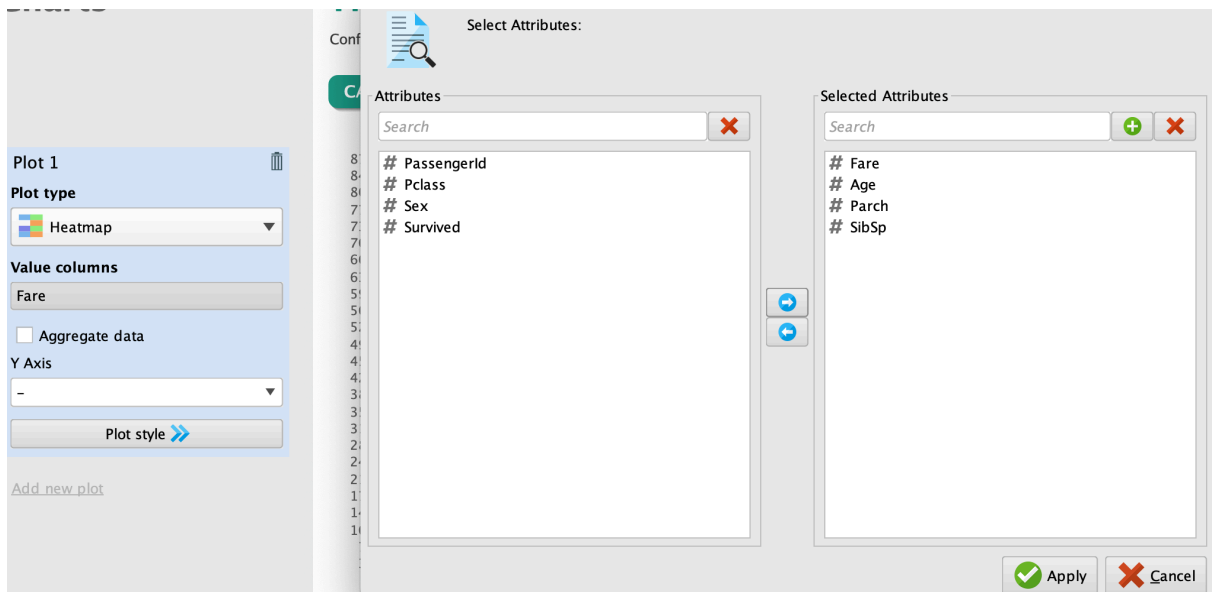 Plot 1
Plot type
Heatmap
Value columns
Fare
Aggregate data
Y Axis
–
Plot style
Add new plot
Conf
CA
Select Attributes:
Attributes
Search
# PassengerId
# Pclass
# Sex
# Survived
Selected Attributes
Search
# Fare
# Age
# Parch
# SibSp
Apply
Cancel